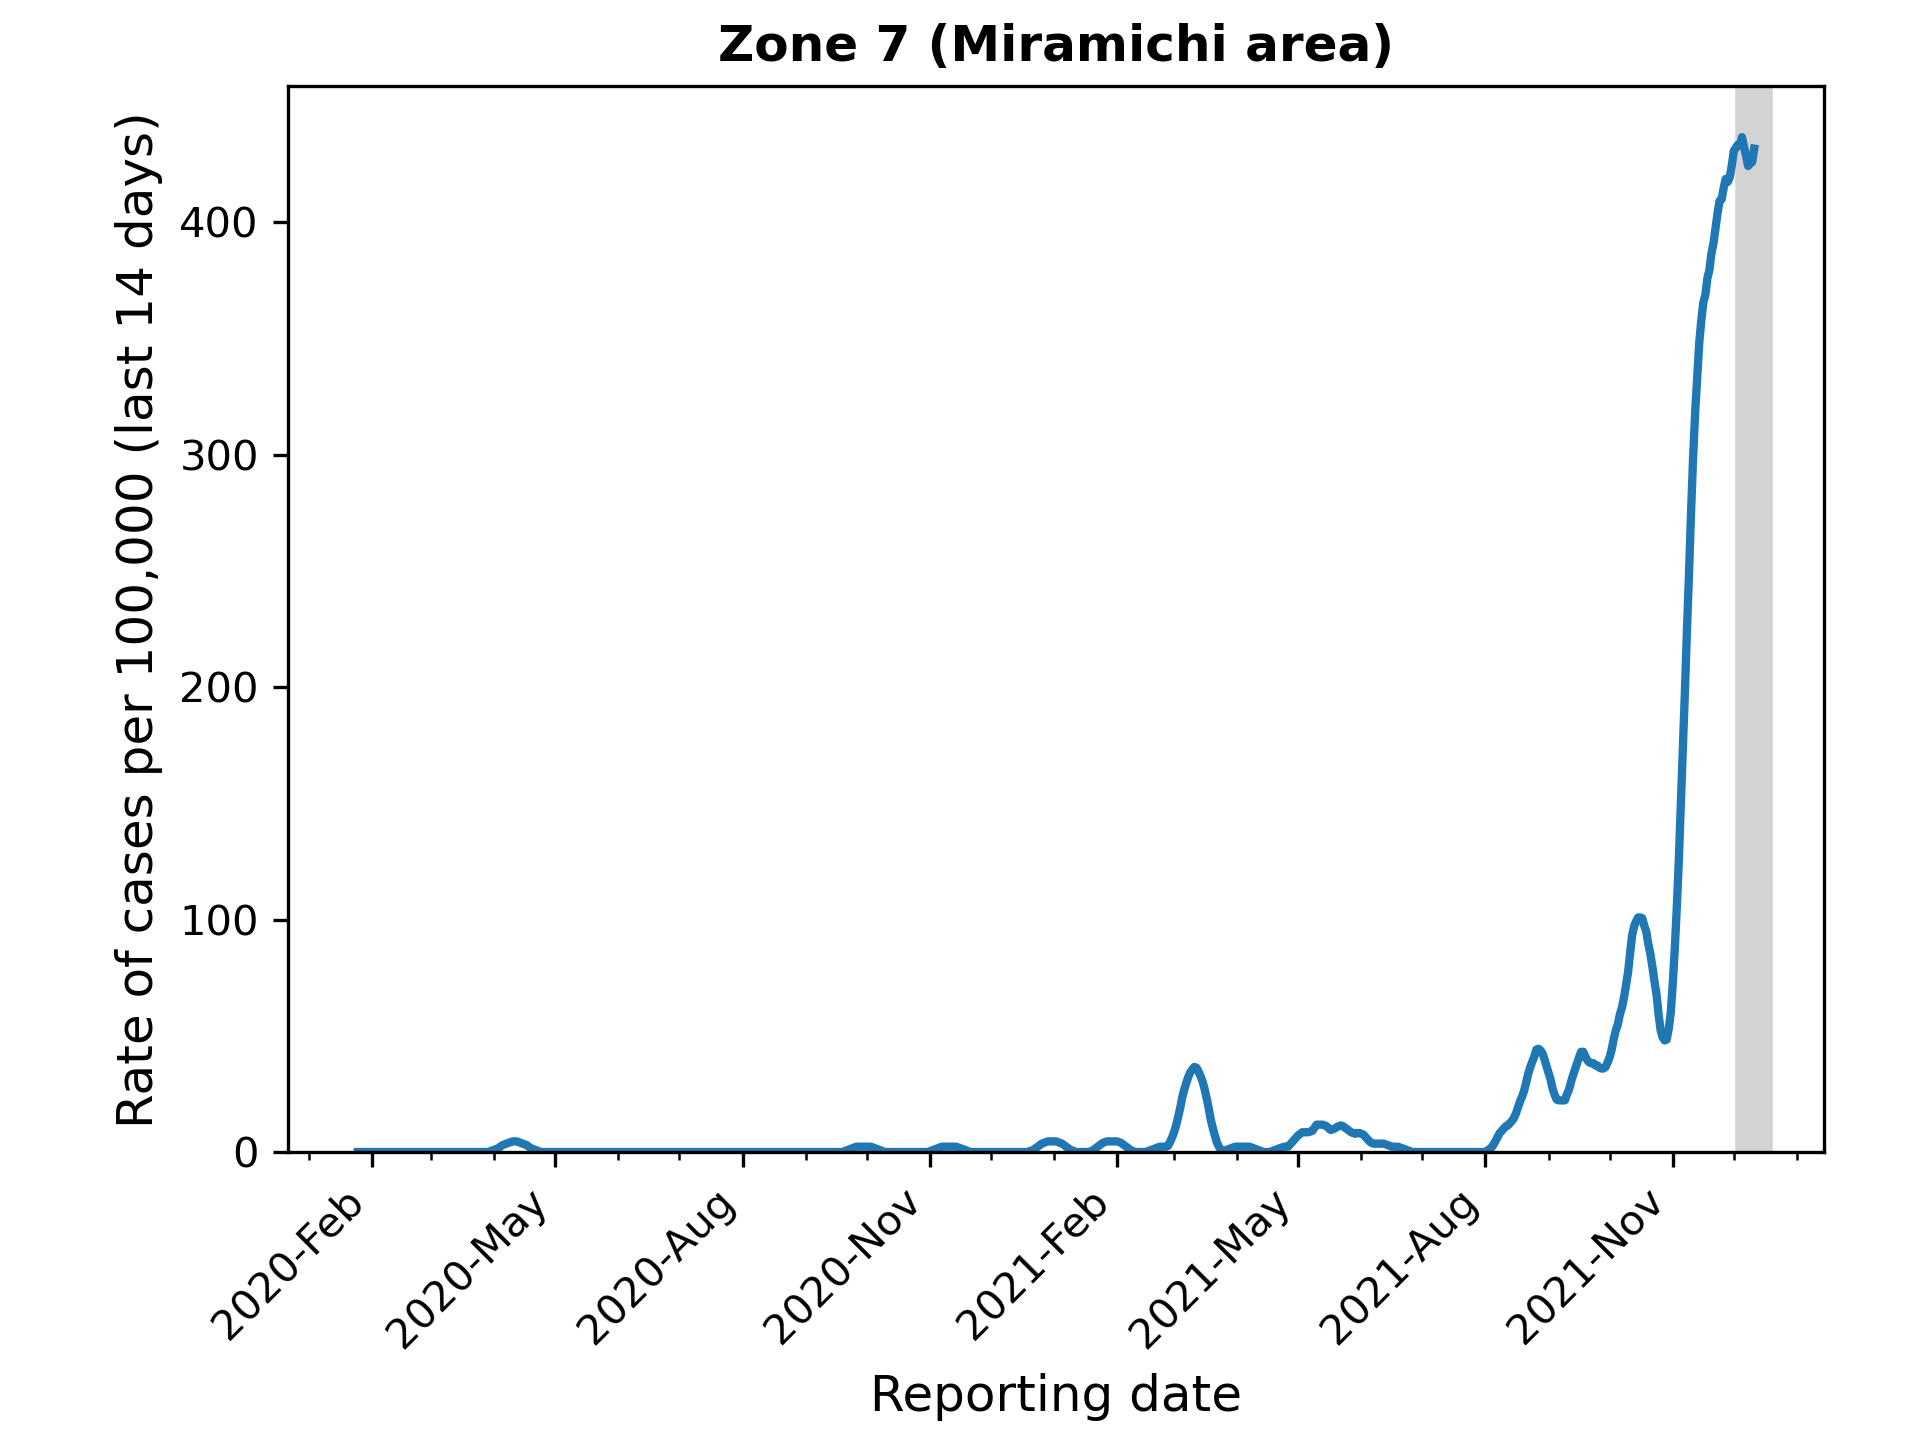 Zone 7 (Miramichi area)
Rate of cases per 100,000 (last 14 days)
400
300
200
100
0
2020-Feb
2020-May
2020-Aug
2020-Nov
2021-Feb
2021-May
2021-Aug
2021-Nov
Reporting date